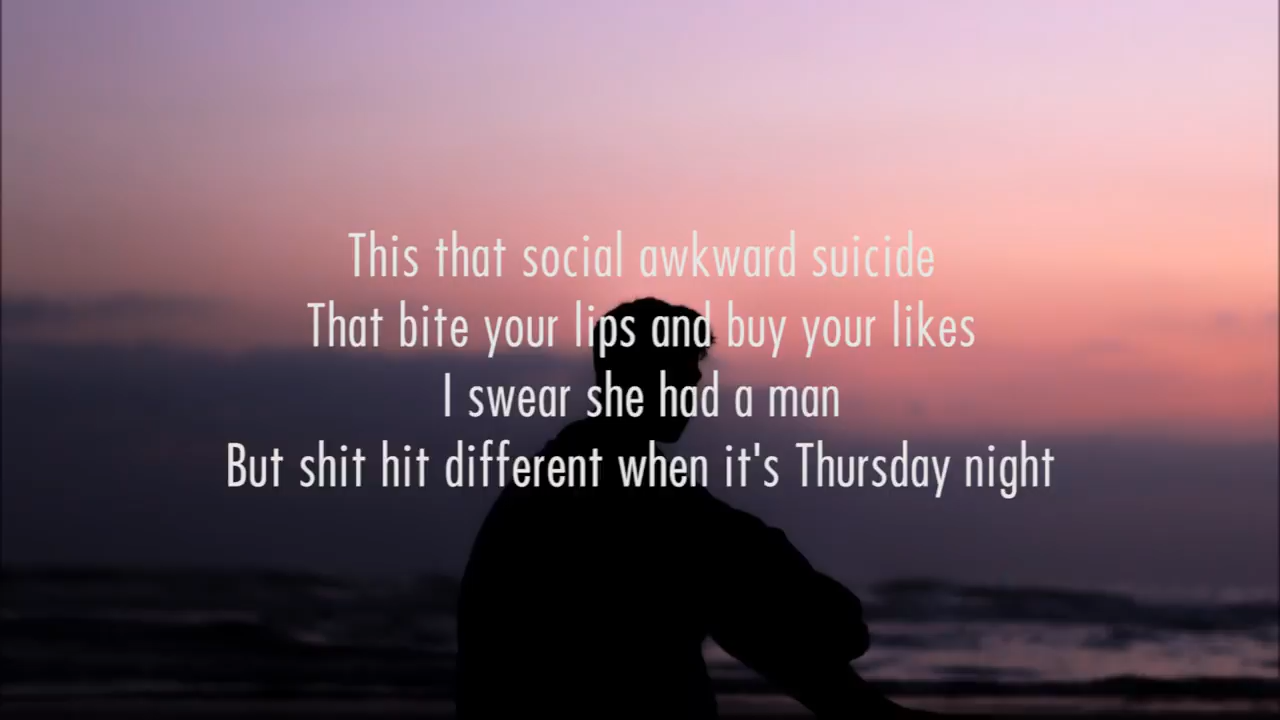 This that social awkward suicide
That bite your lips and buy your likes
I swear she had a man
But shit hit different when it's Thursday night